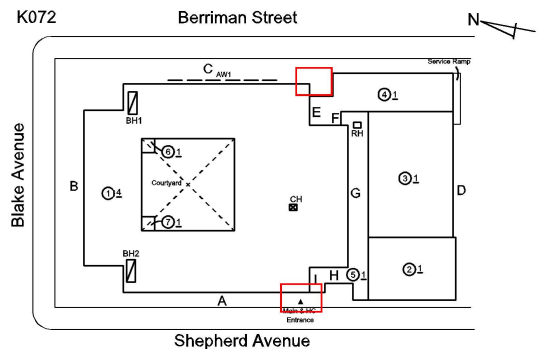 K072
Berriman Street
N
Service Ramp
C
AW1
4 1
E
F
BH1
RH
6 1
Blake Avenue
B
1 4
Courtyard
3 1
D
G
CH
7 1
BH2
I
H
5 1
2 1
A
Main & HC
Entrance
Shepherd Avenue